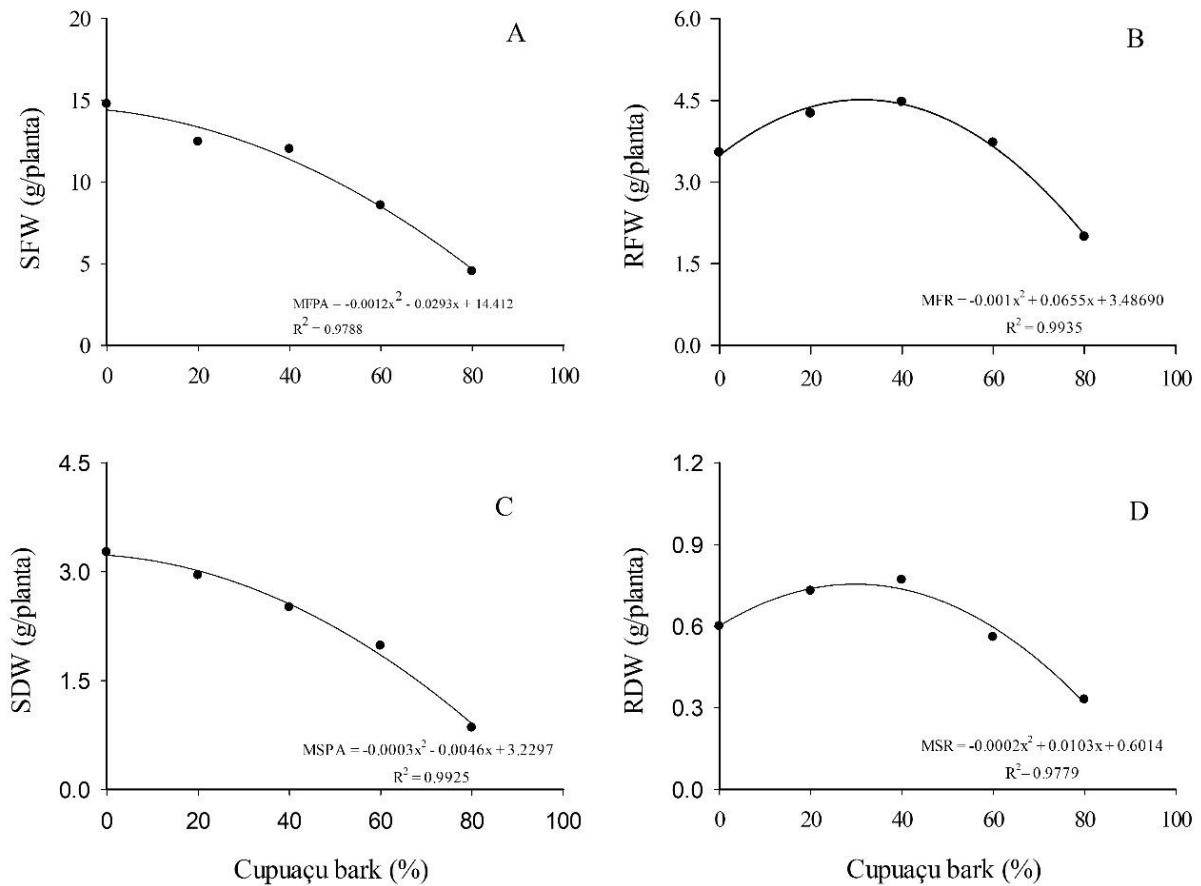 A
SFW (g/planta)
20
15
10
5
0
MFPA = -0.0012x² - 0.0293x + 14.412
R² = 0.9788
0 20 40 60 80 100
B
RFW (g/planta)
6.0
4.5
3.0
1.5
0.0
MFR = -0.001x² + 0.0655x + 3.48690
R² = 0.9935
0 20 40 60 80 100
C
SDW (g/planta)
4.5
3.0
1.5
0.0
MSPA = -0.0003x² - 0.0046x + 3.2297
R² = 0.9925
0 20 40 60 80 100
Cupuaçu bark (%)
D
RDW (g/planta)
1.2
0.9
0.6
0.3
0.0
MSR = -0.0002x² + 0.0103x + 0.6014
R² = 0.9779
0 20 40 60 80 100
Cupuaçu bark (%)